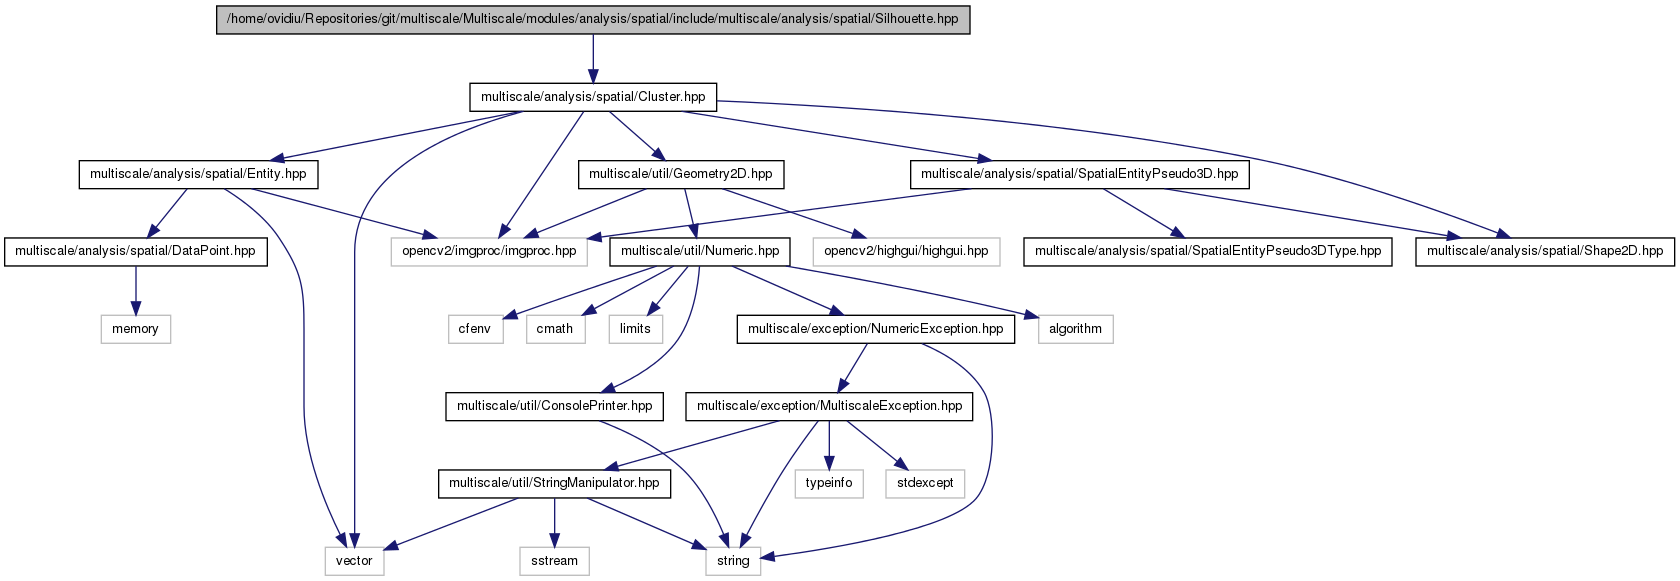 /home/ovidiu/Repositories/git/multiscale/Multiscale/modules/analysis/spatial/include/multiscale/analysis/spatial/Silhouette.hpp
multiscale/analysis/spatial/Cluster.hpp
multiscale/analysis/spatial/Entity.hpp
multiscale/util/Geometry2D.hpp
multiscale/analysis/spatial/SpatialEntityPseudo3D.hpp
multiscale/analysis/spatial/DataPoint.hpp
opencv2/imgproc/imgproc.hpp
multiscale/util/Numeric.hpp
opencv2/highgui/highgui.hpp
multiscale/analysis/spatial/SpatialEntityPseudo3DType.hpp
multiscale/analysis/spatial/Shape2D.hpp
memory
cfenv
cmath
limits
multiscale/exception/NumericException.hpp
algorithm
multiscale/util/ConsolePrinter.hpp
multiscale/exception/MultiscaleException.hpp
multiscale/util/StringManipulator.hpp
typeinfo
stdexcept
vector
sstream
string